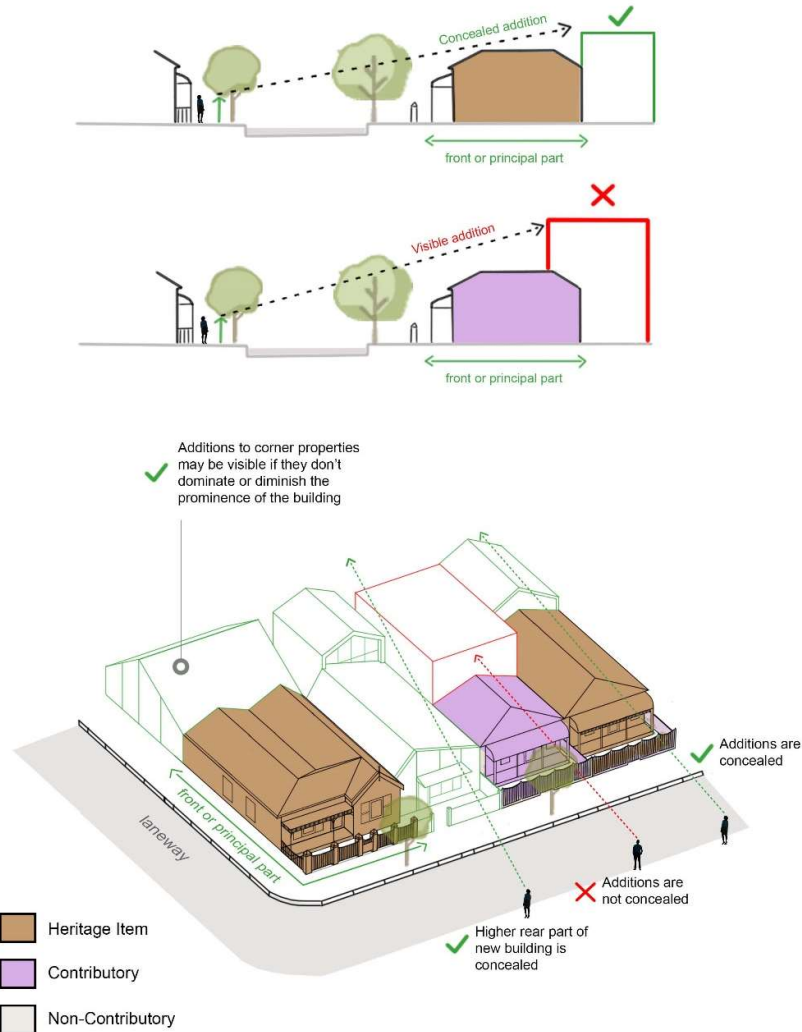 Concealed addition
front or principal part
Visible addition
front or principal part
Additions to corner properties
may be visible if they don't
dominate or diminish the
prominence of the building
Additions are
concealed
front or principal part
laneway
Additions are
not concealed
Higher rear part of
new building is
concealed
Heritage Item
Contributory
Non-Contributory